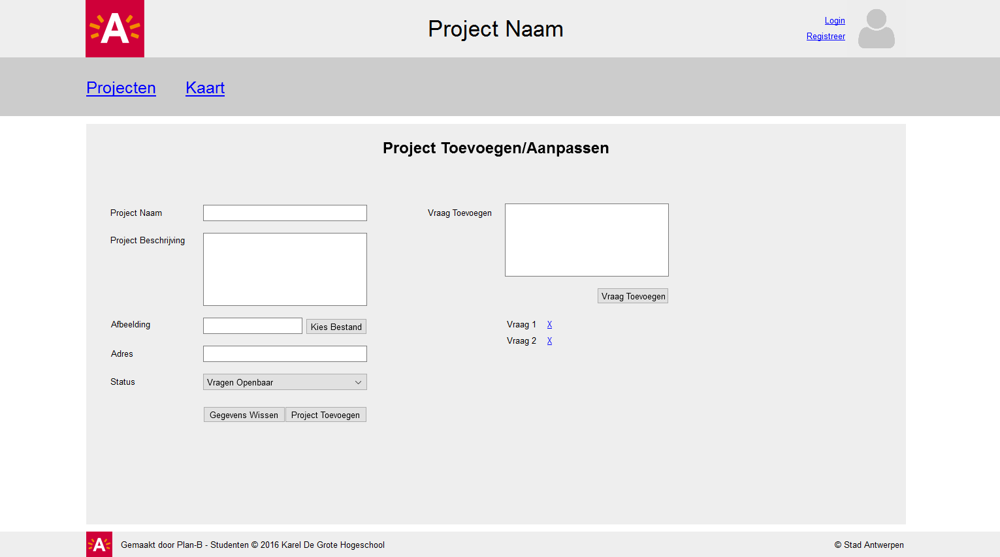 A
Project Naam
Login
Registreer
Projecten Kaart
Project Toevoegen/Aanpassen
Project Naam
Project Beschrijving
Afbeelding
Kies Bestand
Adres
Status
Vragen Openbaar
Gegevens Wissen
Project Toevoegen
Vraag Toevoegen
Vraag Toevoegen
Vraag 1 X
Vraag 2 X
A
Gemaakt door Plan-B - Studenten © 2016 Karel De Grote Hogeschool
© Stad Antwerpen